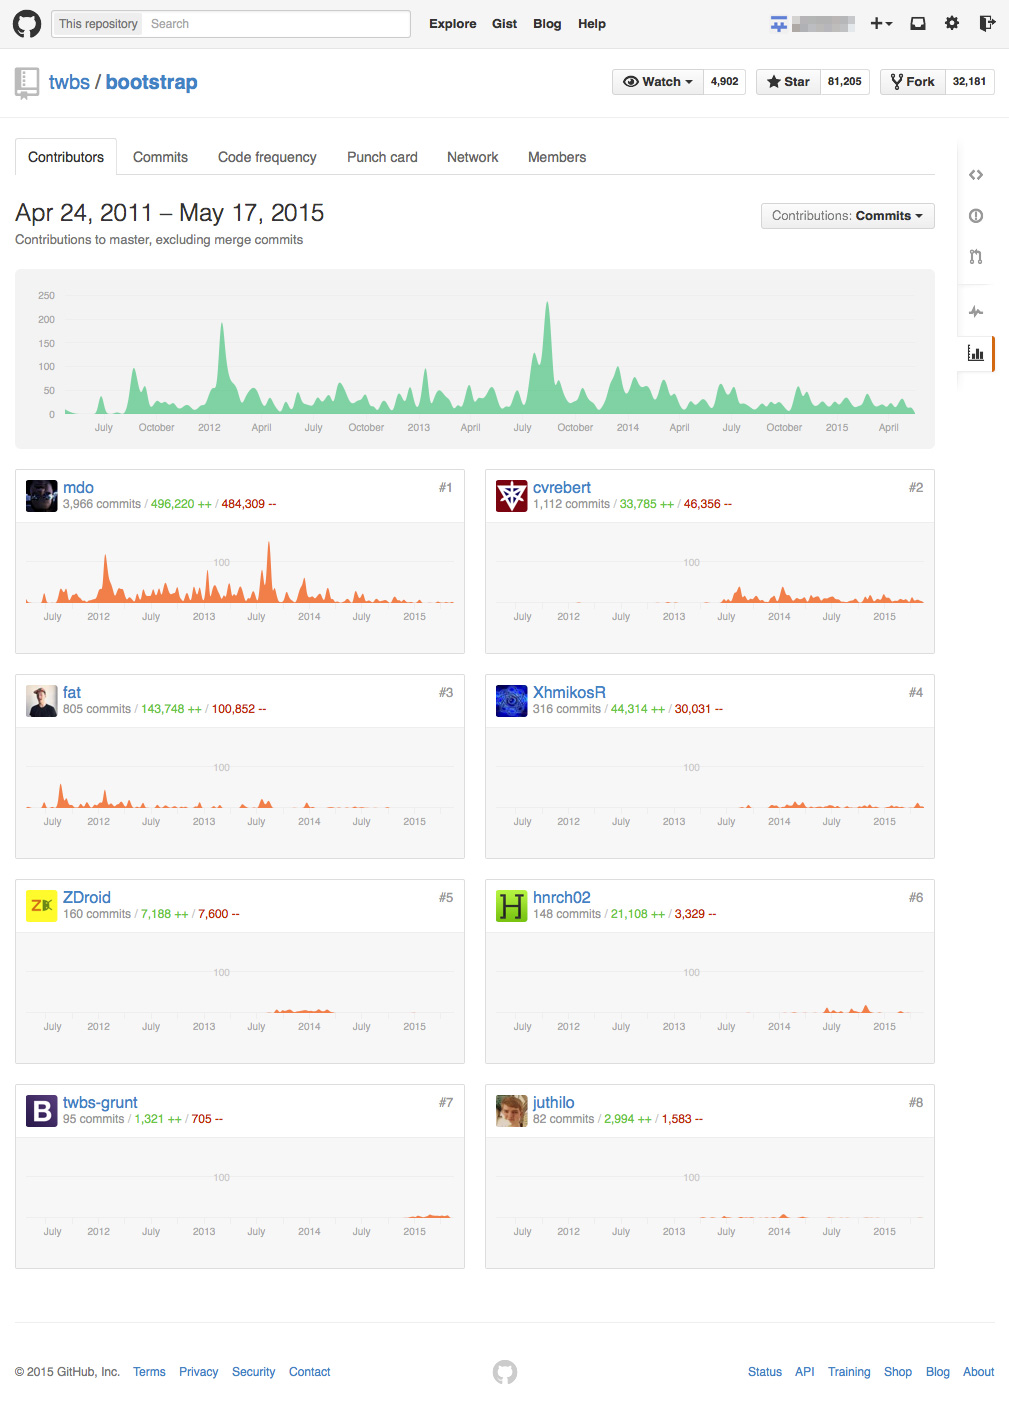 This repository Search Explore Gist Blog Help
twbs / bootstrap Watch 4,902 Star 81,205 Fork 32,181
Contributors Commits Code frequency Punch card Network Members
Apr 24, 2011 – May 17, 2015 Contributions: Commits
Contributions to master, excluding merge commits
250
200
150
100
50
0
July October 2012 April July October 2013 April July October 2014 April July October 2015 April
mdo #1
3,966 commits / 496,220 ++ / 484,309 --
100
July 2012 July 2013 July 2014 July 2015
cvrebert #2
1,112 commits / 33,785 ++ / 46,356 --
100
July 2012 July 2013 July 2014 July 2015
fat #3
805 commits / 143,748 ++ / 100,852 --
100
July 2012 July 2013 July 2014 July 2015
XhmikosR #4
316 commits / 44,314 ++ / 30,031 --
100
July 2012 July 2013 July 2014 July 2015
ZDroid #5
160 commits / 7,188 ++ / 7,600 --
100
July 2012 July 2013 July 2014 July 2015
hnrch02 #6
148 commits / 21,108 ++ / 3,329 --
100
July 2012 July 2013 July 2014 July 2015
B
twbs-grunt #7
95 commits / 1,321 ++ / 705 --
100
July 2012 July 2013 July 2014 July 2015
juthilo #8
82 commits / 2,994 ++ / 1,583 --
100
July 2012 July 2013 July 2014 July 2015
© 2015 GitHub, Inc. Terms Privacy Security Contact Status API Training Shop Blog About